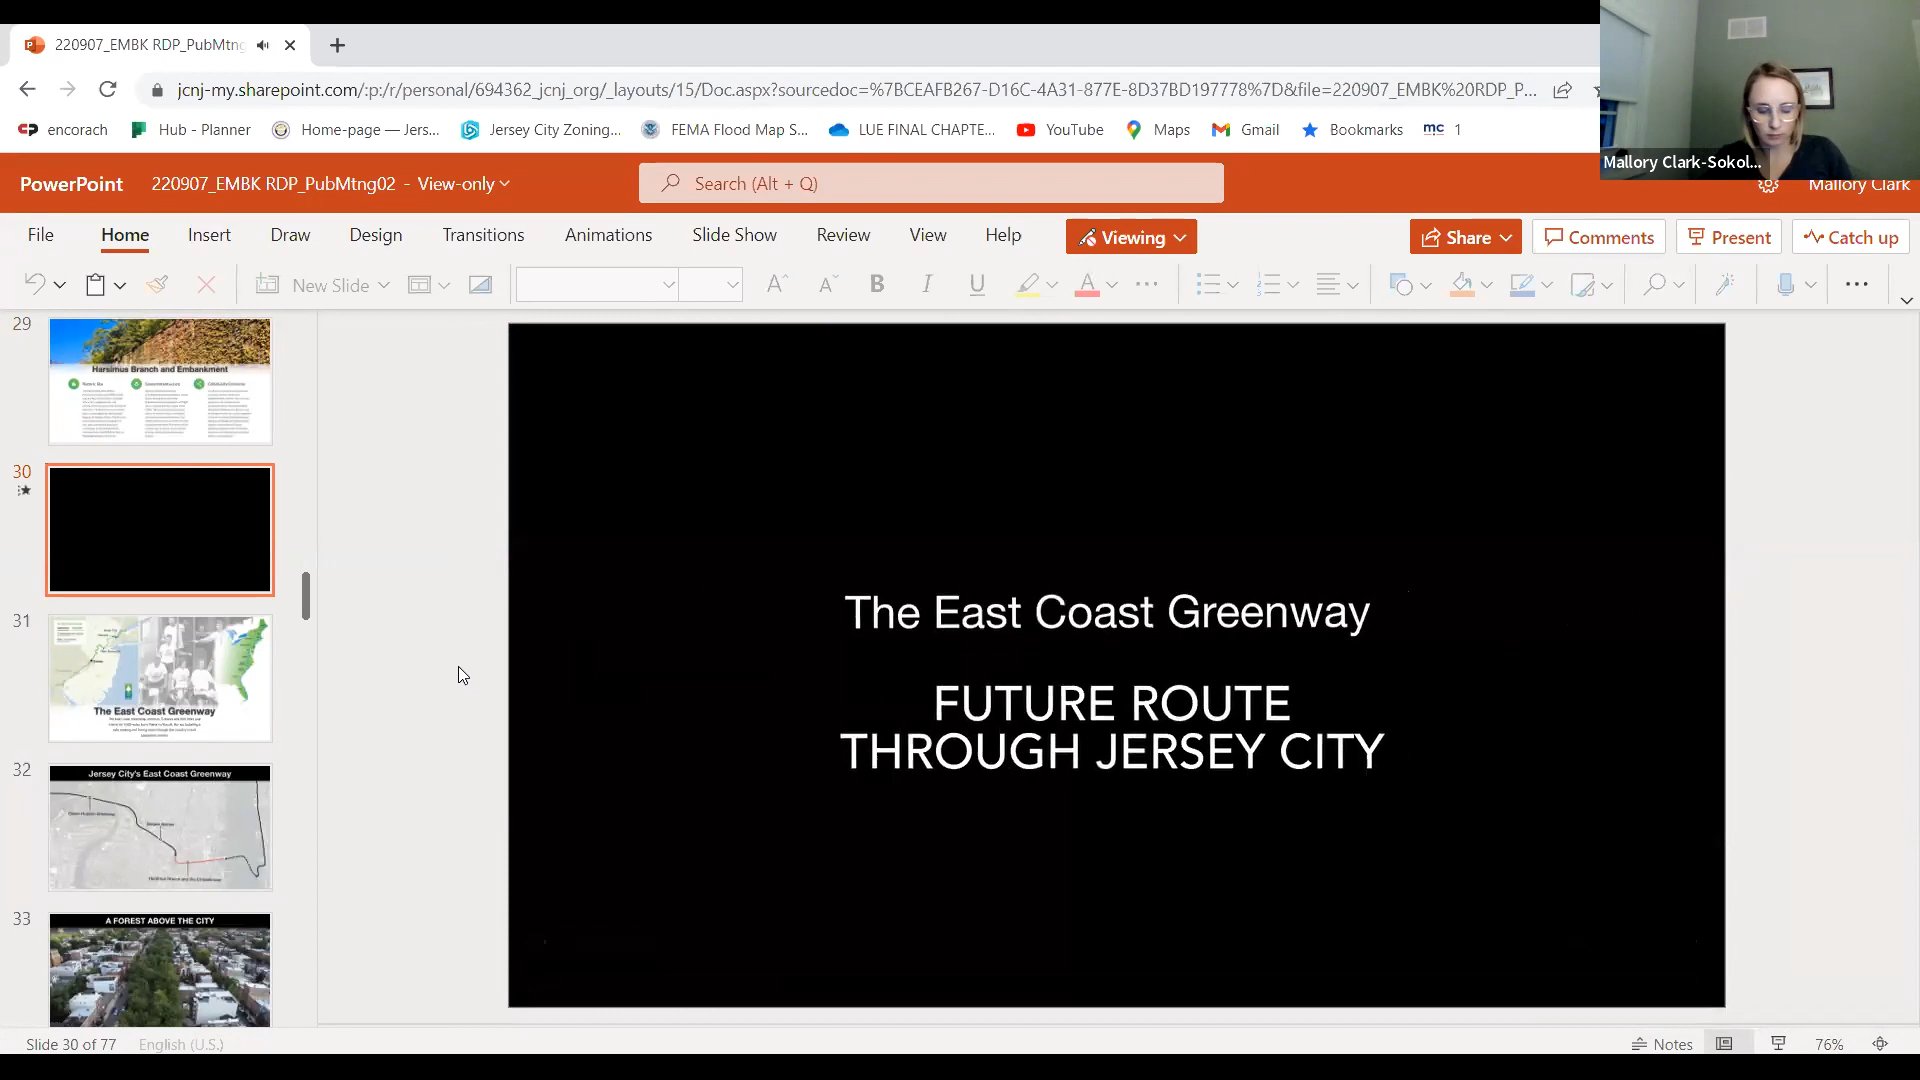 220907_EMBK RDP_PubMtng
jcnj-my.sharepoint.com/:p:/r/personal/694362_jcnj_org/_layouts/15/Doc.aspx?sourcedoc=%7BCEAFB267-D16C-4A31-877E-8D37BD197778%7D&file=220907_EMBK%20RDP_P...
encorach Hub - Planner Home-page — Jers... Jersey City Zoning... FEMA Flood Map S... LUE FINAL CHAPTE... YouTube Maps Gmail Bookmarks mc 1
Mallory Clark-Sokol...
PowerPoint 220907_EMBK RDP_PubMtng02 - View-only Search (Alt + Q) Mallory Clark
File Home Insert Draw Design Transitions Animations Slide Show Review View Help Viewing Share Comments Present Catch up
New Slide A A B I U A
29
Harsimus Branch and Embankment
30
31
The East Coast Greenway
32
Jersey City's East Coast Greenway
33
A FOREST ABOVE THE CITY
The East Coast Greenway
FUTURE ROUTE
THROUGH JERSEY CITY
Slide 30 of 77 English (U.S.) Notes 76%